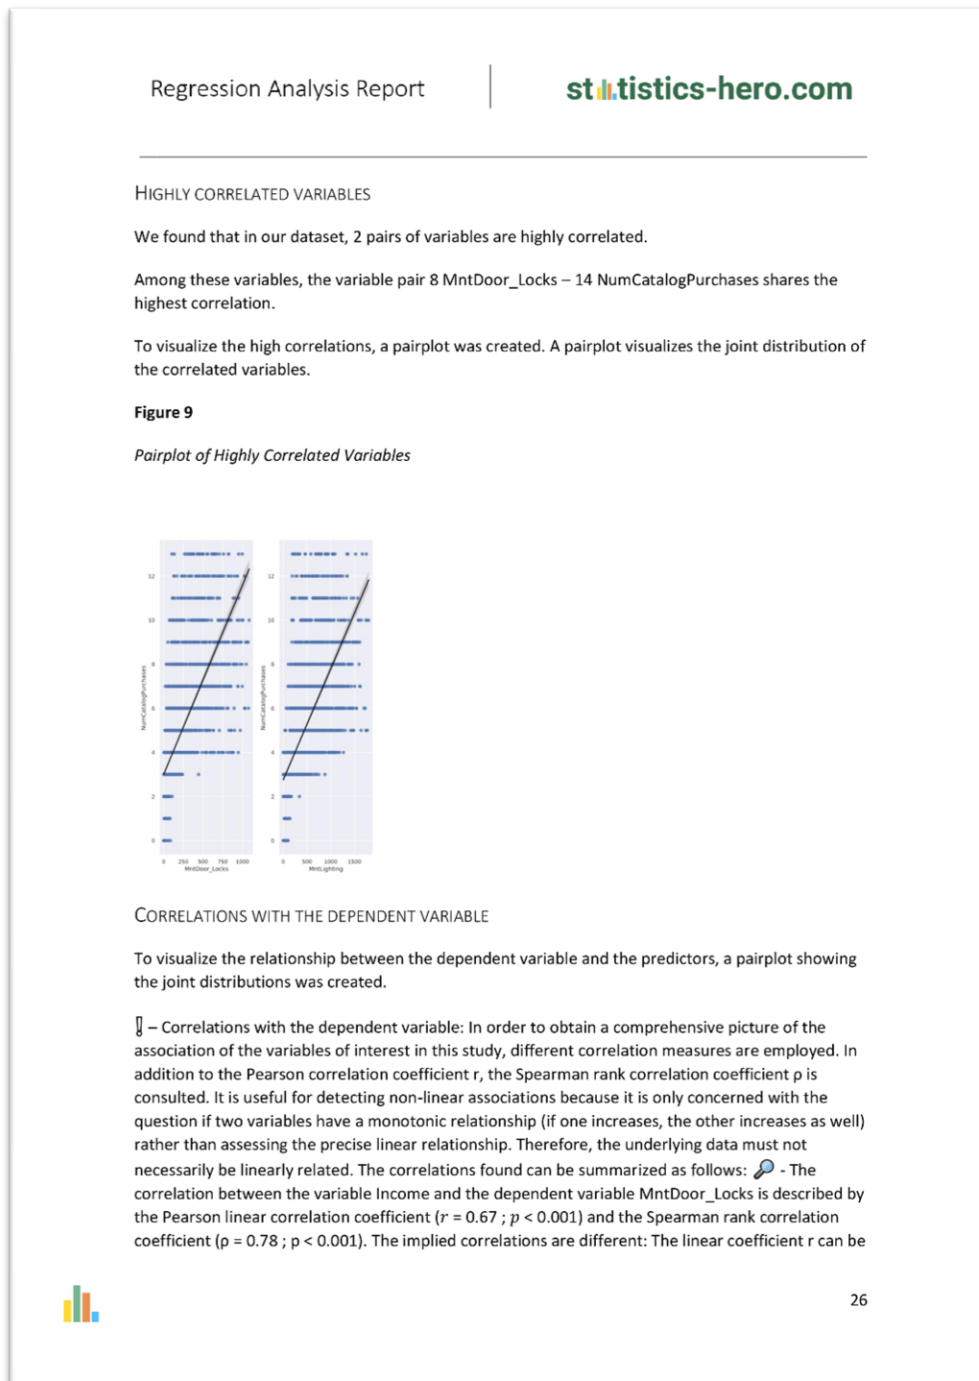 Regression Analysis Report
statistics-hero.com
HIGHLY CORRELATED VARIABLES
We found that in our dataset, 2 pairs of variables are highly correlated.
Among these variables, the variable pair 8 MntDoor_Locks – 14 NumCatalogPurchases shares the
highest correlation.
To visualize the high correlations, a pairplot was created. A pairplot visualizes the joint distribution of
the correlated variables.
Figure 9
Pairplot of Highly Correlated Variables
NumCatalogPurchases
12
10
8
6
4
2
0
0 250 500 750 1000
MntDoor_Locks
NumCatalogPurchases
12
10
8
6
4
2
0
0 500 1000 1500
MntLighting
CORRELATIONS WITH THE DEPENDENT VARIABLE
To visualize the relationship between the dependent variable and the predictors, a pairplot showing
the joint distributions was created.
– Correlations with the dependent variable: In order to obtain a comprehensive picture of the
association of the variables of interest in this study, different correlation measures are employed. In
addition to the Pearson correlation coefficient r, the Spearman rank correlation coefficient ρ is
consulted. It is useful for detecting non-linear associations because it is only concerned with the
question if two variables have a monotonic relationship (if one increases, the other increases as well)
rather than assessing the precise linear relationship. Therefore, the underlying data must not
necessarily be linearly related. The correlations found can be summarized as follows: 🔎 - The
correlation between the variable Income and the dependent variable MntDoor_Locks is described by
the Pearson linear correlation coefficient (r = 0.67 ; p < 0.001) and the Spearman rank correlation
coefficient (ρ = 0.78 ; p < 0.001). The implied correlations are different: The linear coefficient r can be
26